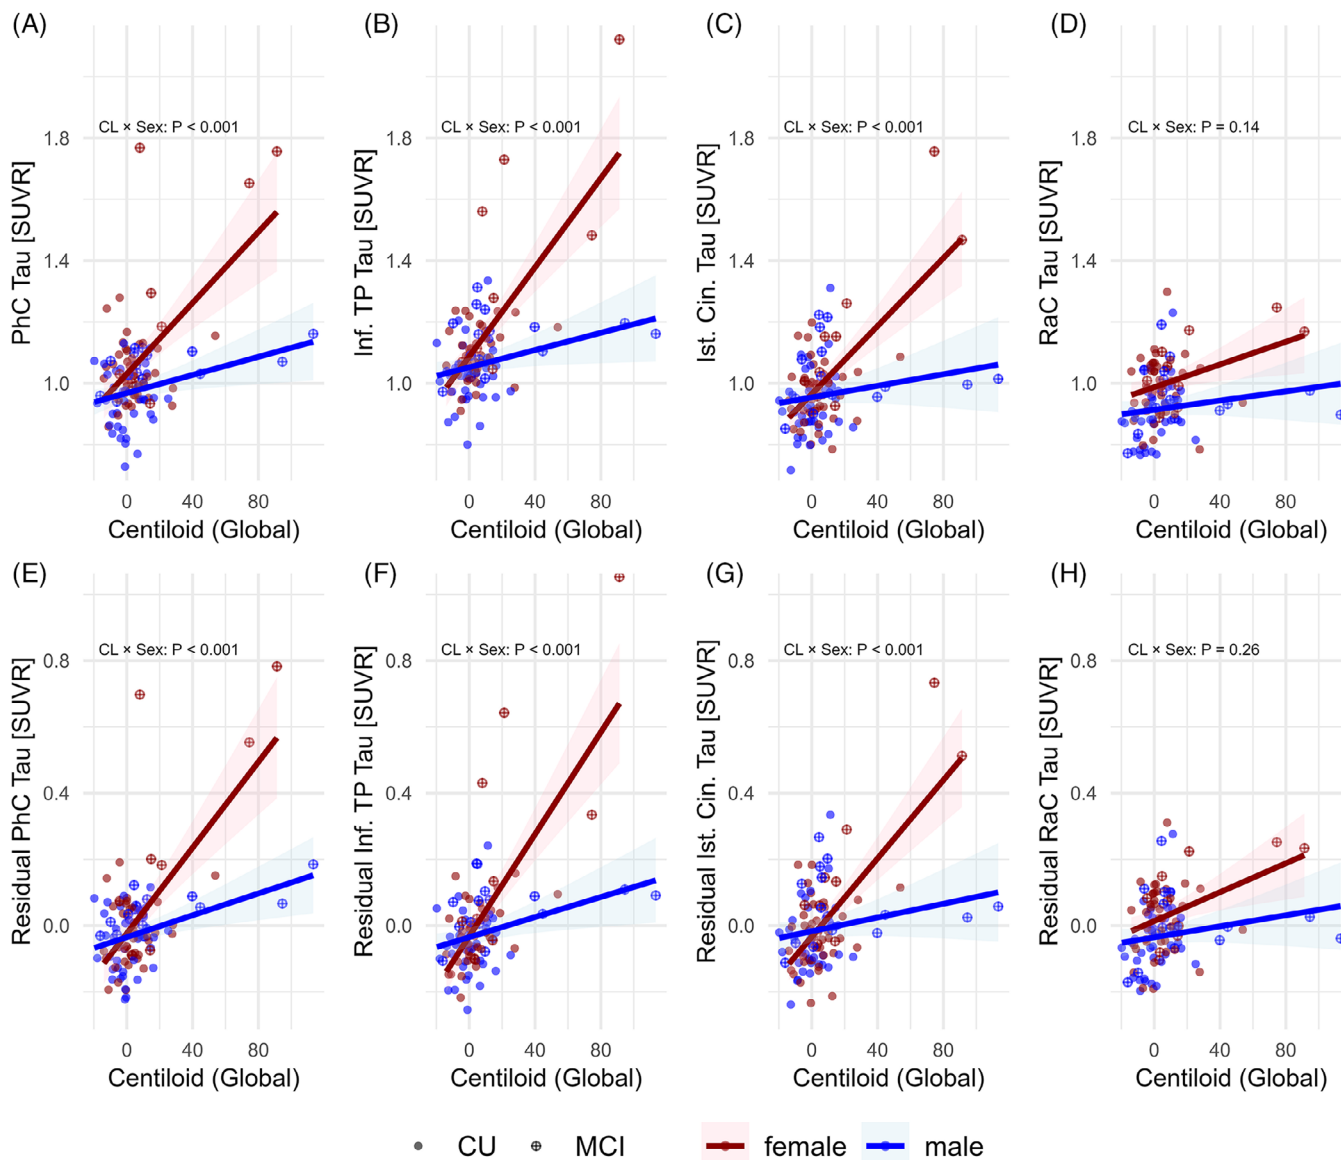 (A)
(B)
(C)
(D)
CL × Sex: P < 0.001
CL × Sex: P < 0.001
CL × Sex: P < 0.001
CL × Sex: P = 0.14
PhC Tau [SUVR]
Inf. TP Tau [SUVR]
Ist. Cin. Tau [SUVR]
RaC Tau [SUVR]
1.8
1.4
1.0
1.8
1.4
1.0
1.8
1.4
1.0
1.8
1.4
1.0
0 40 80
0 40 80
0 40 80
0 40 80
Centiloid (Global)
Centiloid (Global)
Centiloid (Global)
Centiloid (Global)
(E)
(F)
(G)
(H)
CL × Sex: P < 0.001
CL × Sex: P < 0.001
CL × Sex: P < 0.001
CL × Sex: P = 0.26
Residual PhC Tau [SUVR]
Residual Inf. TP Tau [SUVR]
Residual Ist. Cin. Tau [SUVR]
Residual RaC Tau [SUVR]
0.8
0.4
0.0
0.8
0.4
0.0
0.8
0.4
0.0
0.8
0.4
0.0
0 40 80
0 40 80
0 40 80
0 40 80
Centiloid (Global)
Centiloid (Global)
Centiloid (Global)
Centiloid (Global)
CU MCI female male